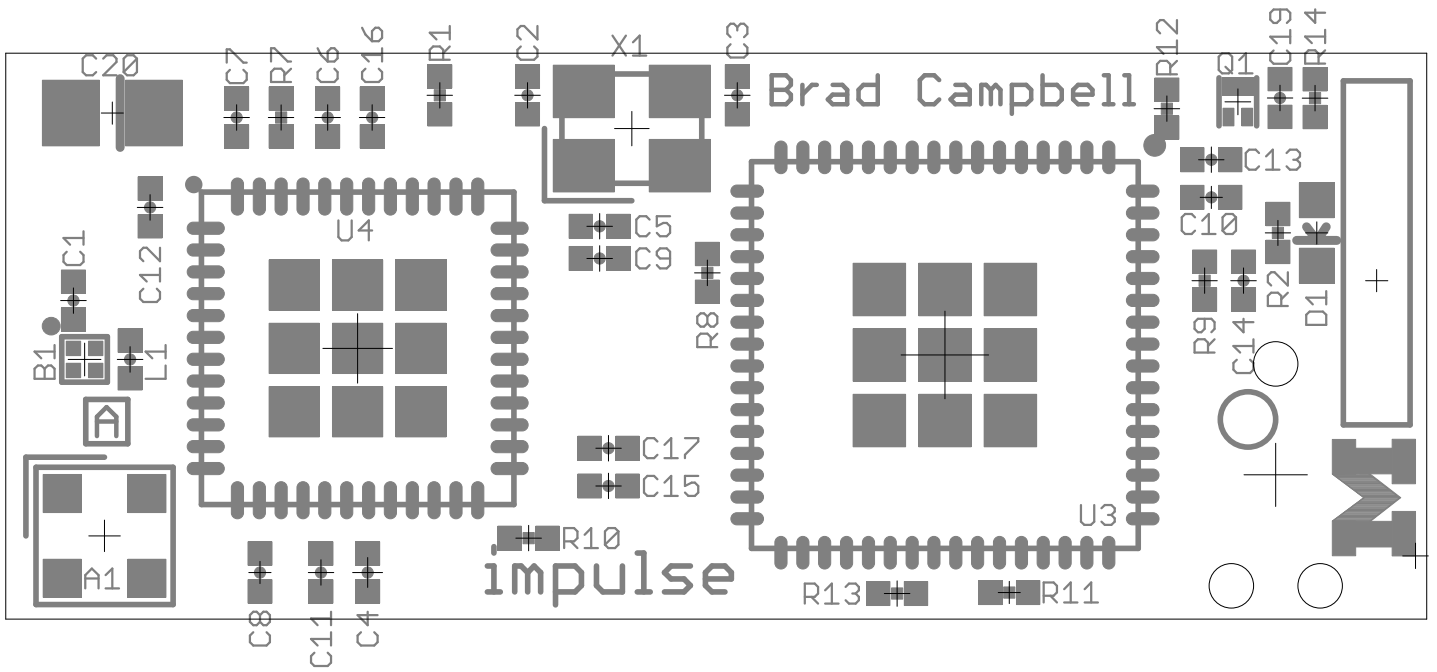 C20
C7
R7
C6
C16
R1
C2
X1
C3
Brad Campbell
R12
Q1
C19
R14
C13
C10
C12
U4
C5
C9
C1
R8
R2
D1
R9
C14
B1
L1
A
C17
C15
U3
R10
A1
impulse
R13
R11
M
C8
C11
C4